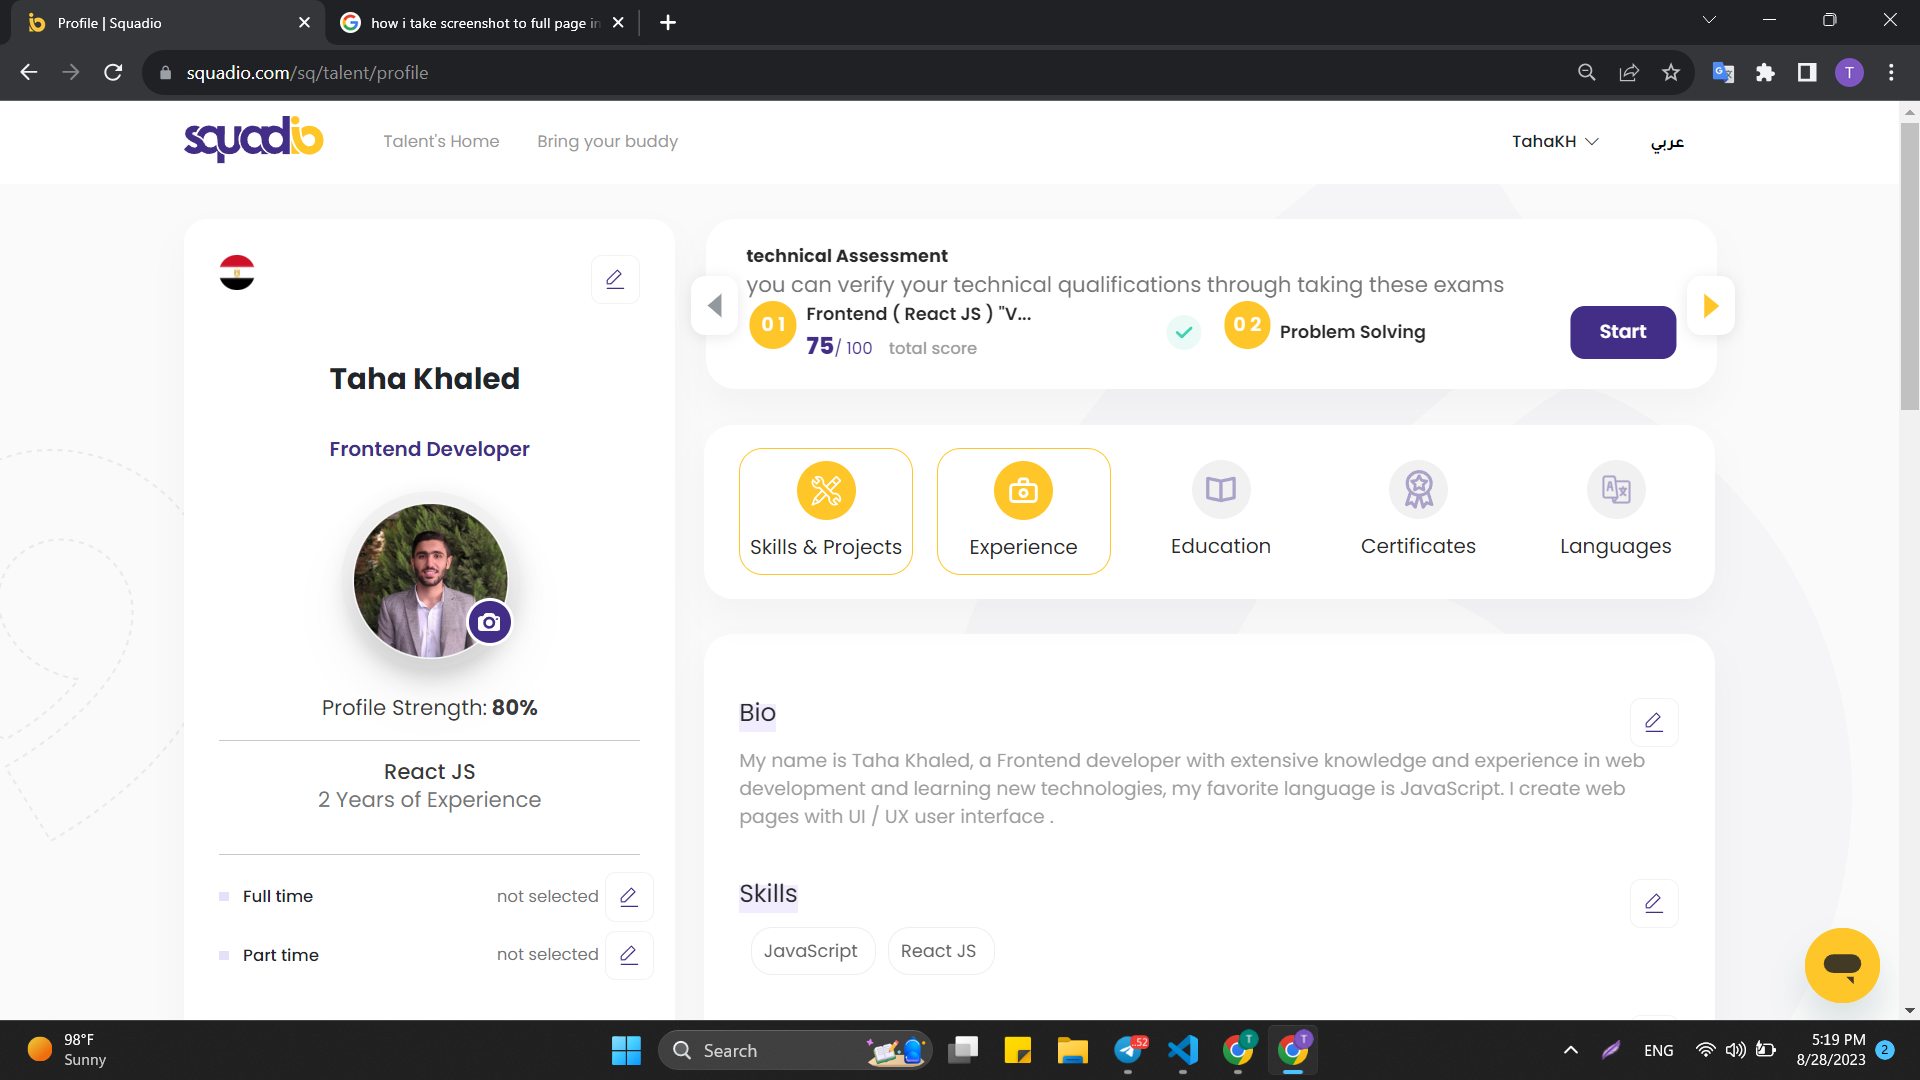 Profile | Squadio
how i take screenshot to full page in
squadio.com/sq/talent/profile
T
squadio
Talent's Home
Bring your buddy
TahaKH
عربي
Taha Khaled
Frontend Developer
Profile Strength: 80%
React JS
2 Years of Experience
Full time
not selected
Part time
not selected
technical Assessment
you can verify your technical qualifications through taking these exams
01
Frontend ( React JS ) "V...
75/ 100 total score
02
Problem Solving
Start
Skills & Projects
Experience
Education
Certificates
Languages
Bio
My name is Taha Khaled, a Frontend developer with extensive knowledge and experience in web
development and learning new technologies, my favorite language is JavaScript. I create web
pages with UI / UX user interface .
Skills
JavaScript
React JS
98°F
Sunny
Search
52
T
T
ENG
5:19 PM
8/28/2023
2